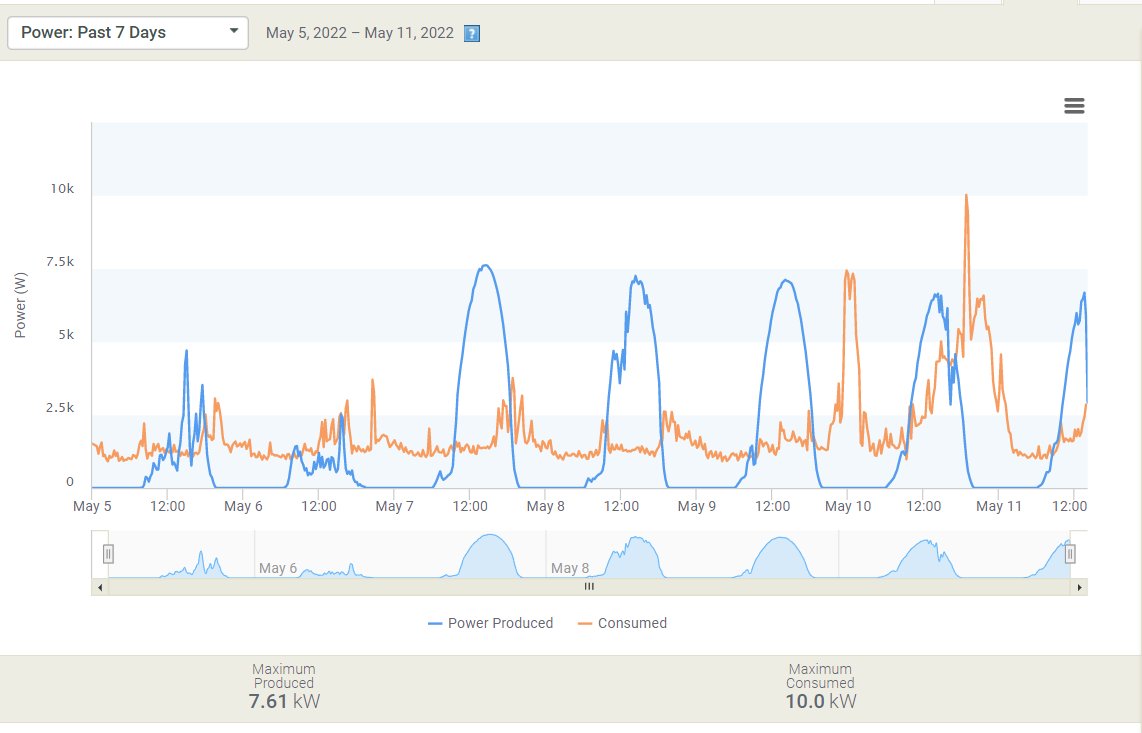 Power: Past 7 Days
May 5, 2022 – May 11, 2022 ?
Power (W)
10k
7.5k
5k
2.5k
0
May 5 12:00 May 6 12:00 May 7 12:00 May 8 12:00 May 9 12:00 May 10 12:00 May 11 12:00
May 6 May 8
Power Produced Consumed
Maximum
Produced
7.61 kW
Maximum
Consumed
10.0 kW